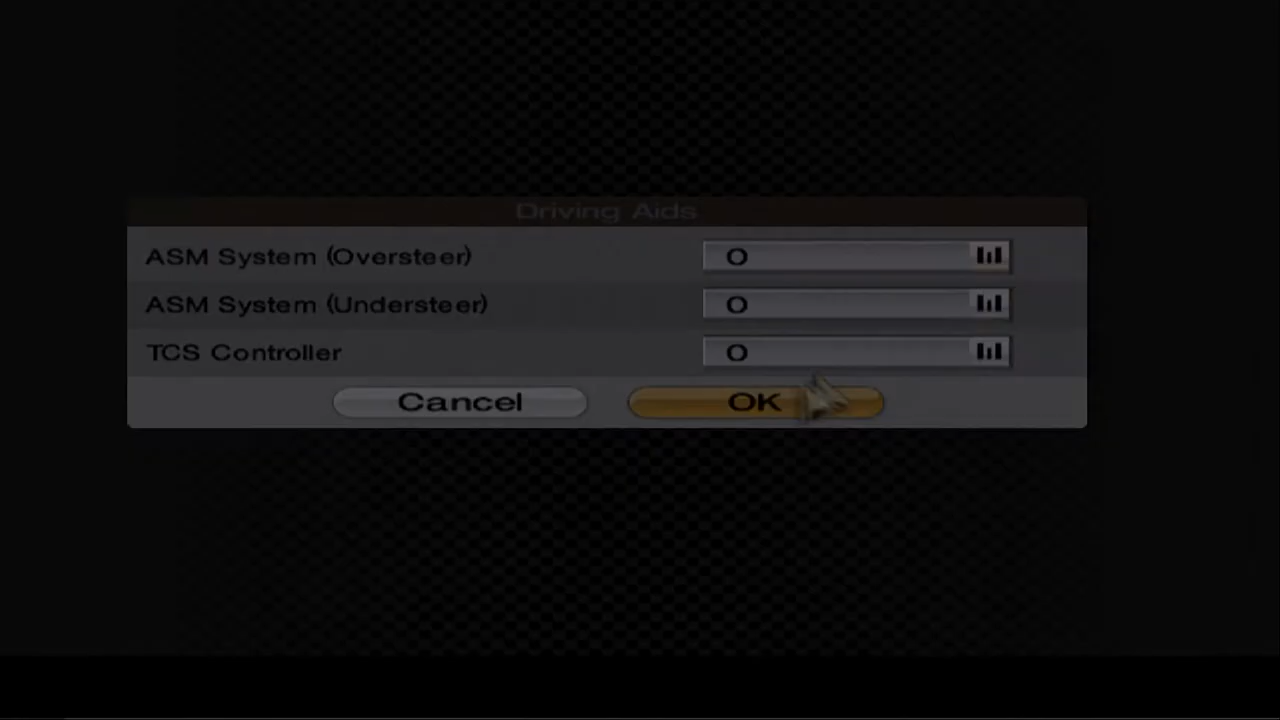 Driving Aids
ASM System (Oversteer) 0
ASM System (Understeer) 0
TCS Controller 0
Cancel OK